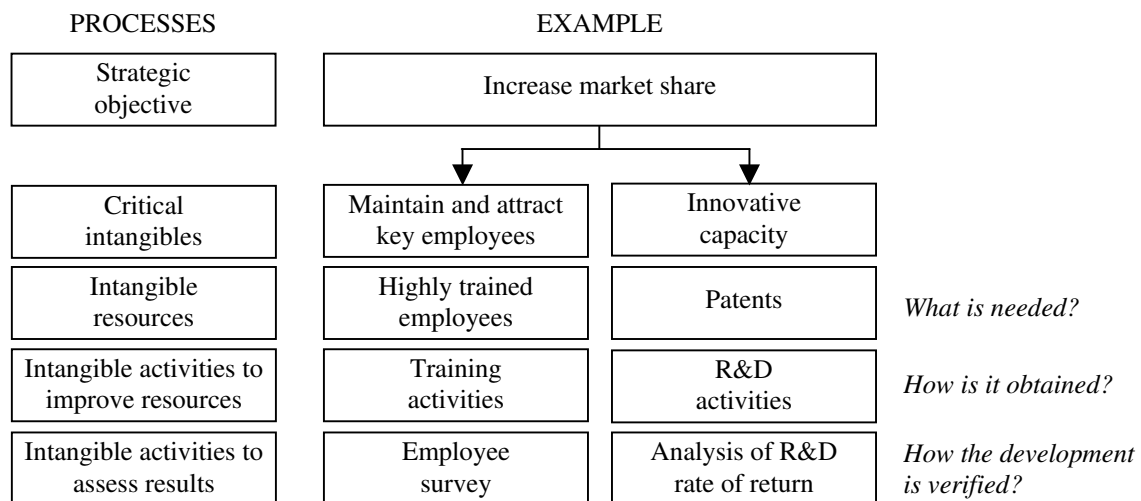 PROCESSES
EXAMPLE
Strategic
objective
Increase market share
Critical
intangibles
Maintain and attract
key employees
Innovative
capacity
Intangible
resources
Highly trained
employees
Patents
What is needed?
Intangible activities to
improve resources
Training
activities
R&D
activities
How is it obtained?
Intangible activities to
assess results
Employee
survey
Analysis of R&D
rate of return
How the development
is verified?